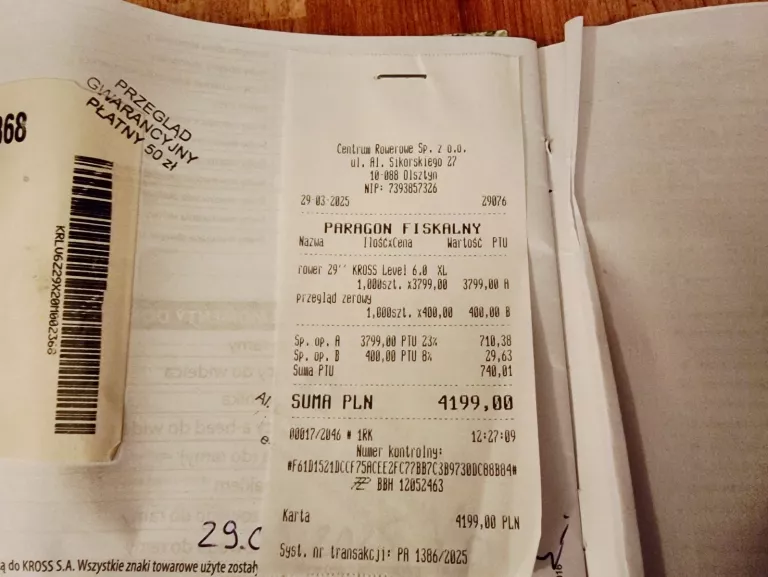 368
PRZEGLĄD
GWARANCYJNY
PŁATNY 50 zł
KRLV6Z29X20M002368
Centrum Rowerowe Sp. z o.o.
ul. Al. Sikorskiego 27
10-088 Olsztyn
NIP: 7393857326
29-03-2025 29076
PARAGON FISKALNY
Nazwa IlośćxCena Wartość PTU
rower 29'' KROSS Level 6.0 XL
1,000szt. x3799,00 3799,00 A
przegląd zerowy
1,000szt. x400,00 400,00 B
Sp. op. A 3799,00 PTU 23% 710,38
Sp. op. B 400,00 PTU 8% 29,63
Suma PTU 740,01
SUMA PLN 4199,00
00017/2046 # 1RK 12:27:09
Numer kontrolny:
#F61D1521DCCF75ACEE2FC77BB7C3B9730DC88B84#
BBH 12052463
Karta 4199,00 PLN
Syst. nr transakcji: PA 1386/2025
29.0
ą do KROSS S.A. Wszystkie znaki towarowe użyte został